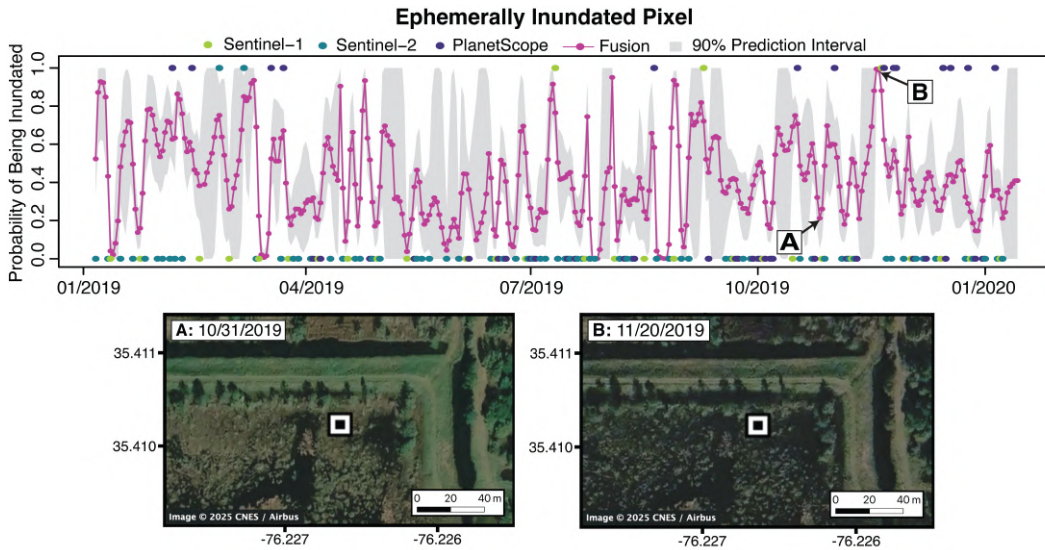 Ephemerally Inundated Pixel
Sentinel-1 Sentinel-2 PlanetScope Fusion 90% Prediction Interval
Probability of Being Inundated
1.0
0.8
0.6
0.4
0.2
0.0
B
A
01/2019 04/2019 07/2019 10/2019 01/2020
A: 10/31/2019
35.411
35.410
0 20 40 m
Image © 2025 CNES / Airbus
-76.227 -76.226
B: 11/20/2019
35.411
35.410
0 20 40 m
Image © 2025 CNES / Airbus
-76.227 -76.226